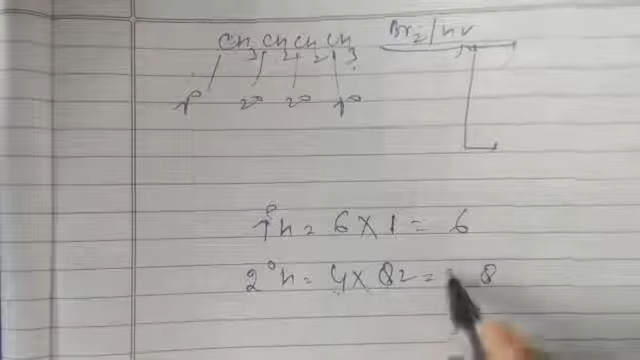 CH3 CH2 CH2 CH3 Br2/hv
1° 2° 2° 1°
1°H = 6 X 1 = 6
2°H = 4 X 82 = 8